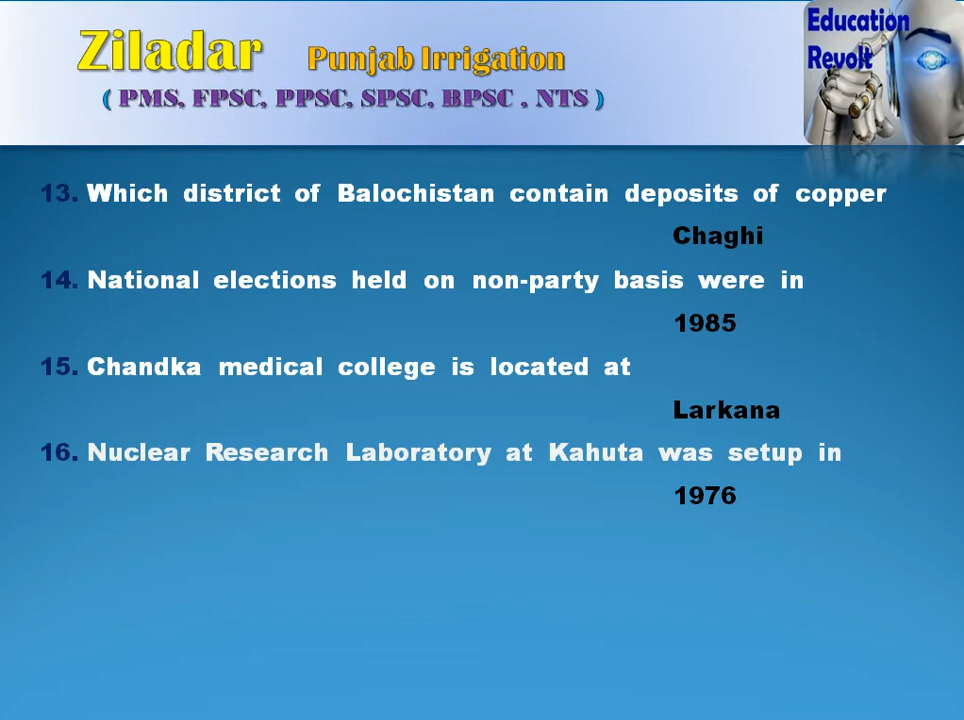 Ziladar Punjab Irrigation
( PMS, FPSC, PPSC, SPSC, BPSC , NTS )
Education
Revolt
13. Which district of Balochistan contain deposits of copper
Chaghi
14. National elections held on non-party basis were in
1985
15. Chandka medical college is located at
Larkana
16. Nuclear Research Laboratory at Kahuta was setup in
1976